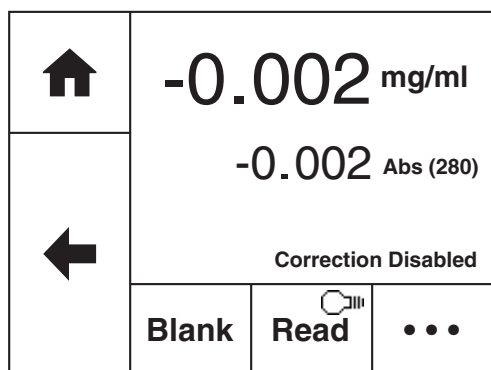 -0.002 mg/ml
-0.002 Abs (280)
Correction Disabled
Blank Read •••